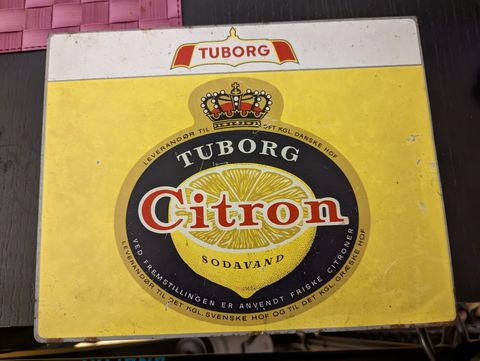 TUBORG
LEVERANDØR TIL OFT KGL. DANSKE HOF
TUBORG
Citron
SODAVAND
VED FREMSTILLINGEN ER ANVENDT FRISKE CITRONER
LEVERANDØR TIL DET KGL. SVENSKE HOF OG TIL DET KGL. GRÆSKE HOF